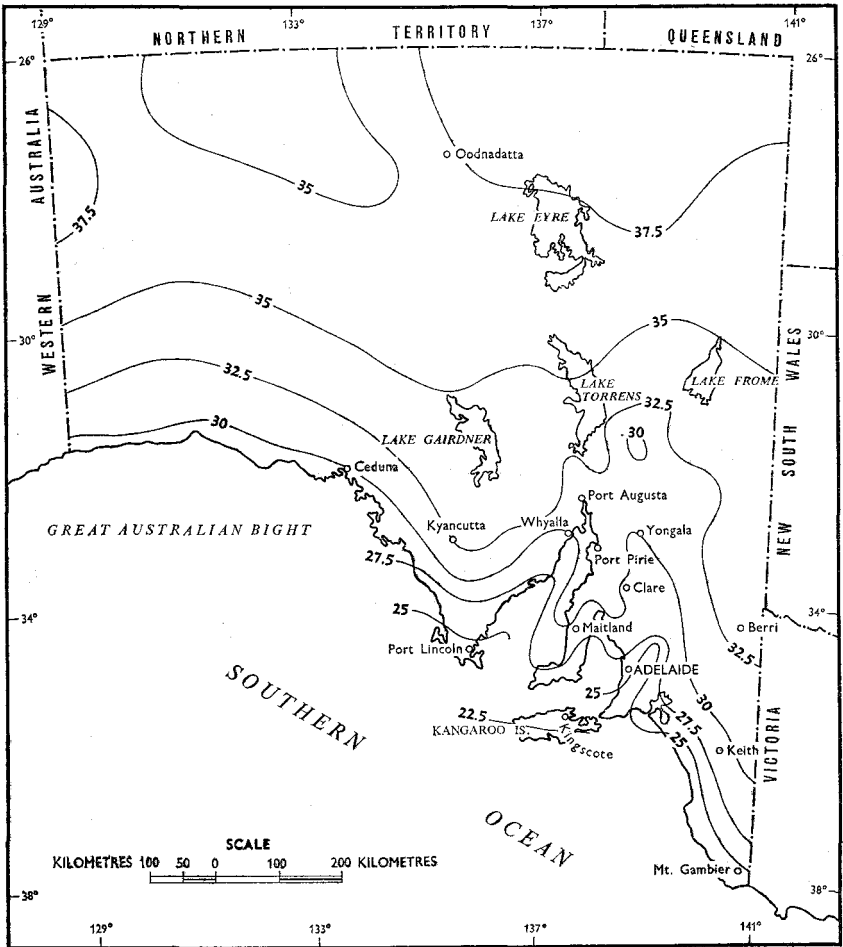 129°
133°
137°
141°
NORTHERN TERRITORY QUEENSLAND
26°
26°
WESTERN AUSTRALIA
Oodnadatta
35
37.5
LAKE EYRE
37.5
35
35
30°
30°
32.5
LAKE TORRENS
LAKE FROME
32.5
30
LAKE GAIRDNER
30
NEW SOUTH WALES
Ceduna
Port Augusta
GREAT AUSTRALIAN BIGHT
Kyancutta
Whyalla
Yongala
27.5
Port Pirie
Clare
25
34°
34°
Maitland
Berri
Port Lincoln
32.5
ADELAIDE
25
30
22.5
27.5
KANGAROO IS.
Kingscote
25
Keith
VICTORIA
SOUTHERN OCEAN
SCALE
KILOMETRES 100 50 0 100 200 KILOMETRES
Mt. Gambier
38°
38°
129°
133°
137°
141°